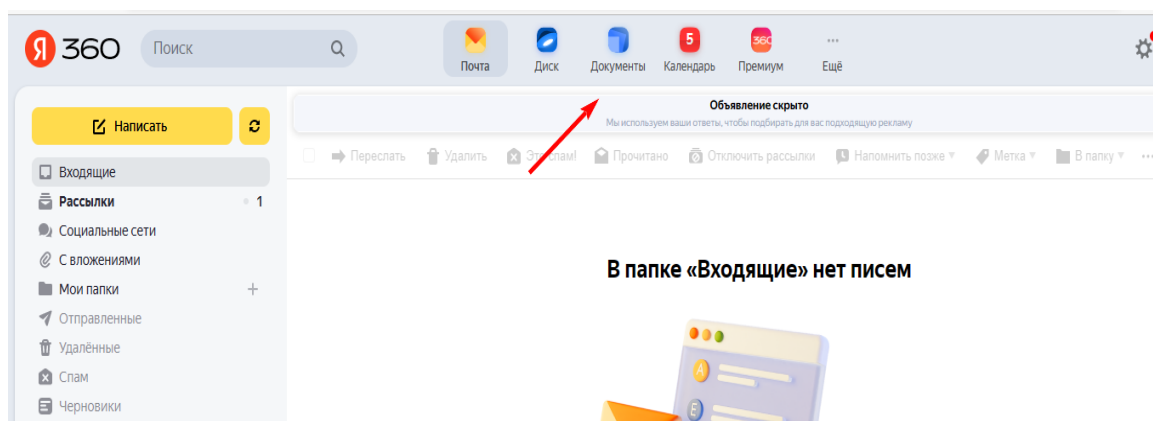 Я 360 Поиск
5 360 ...
Почта Диск Документы Календарь Премиум Ещё
Объявление скрыто
Мы используем ваши ответы, чтобы подбирать для вас подходящую рекламу
Написать
Переслать Удалить Это спам! Прочитано Отключить рассылки Напомнить позже Метка В папку ...
Входящие
Рассылки 1
Социальные сети
С вложениями
Мои папки +
Отправленные
Удалённые
Спам
Черновики
В папке «Входящие» нет писем
A
E